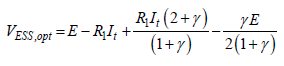 V_{ESS,opt} = E − R_1 I_t + \frac{R_1 I_t (2 + γ)}{(1 + γ)} − \frac{γE}{2(1 + γ)}